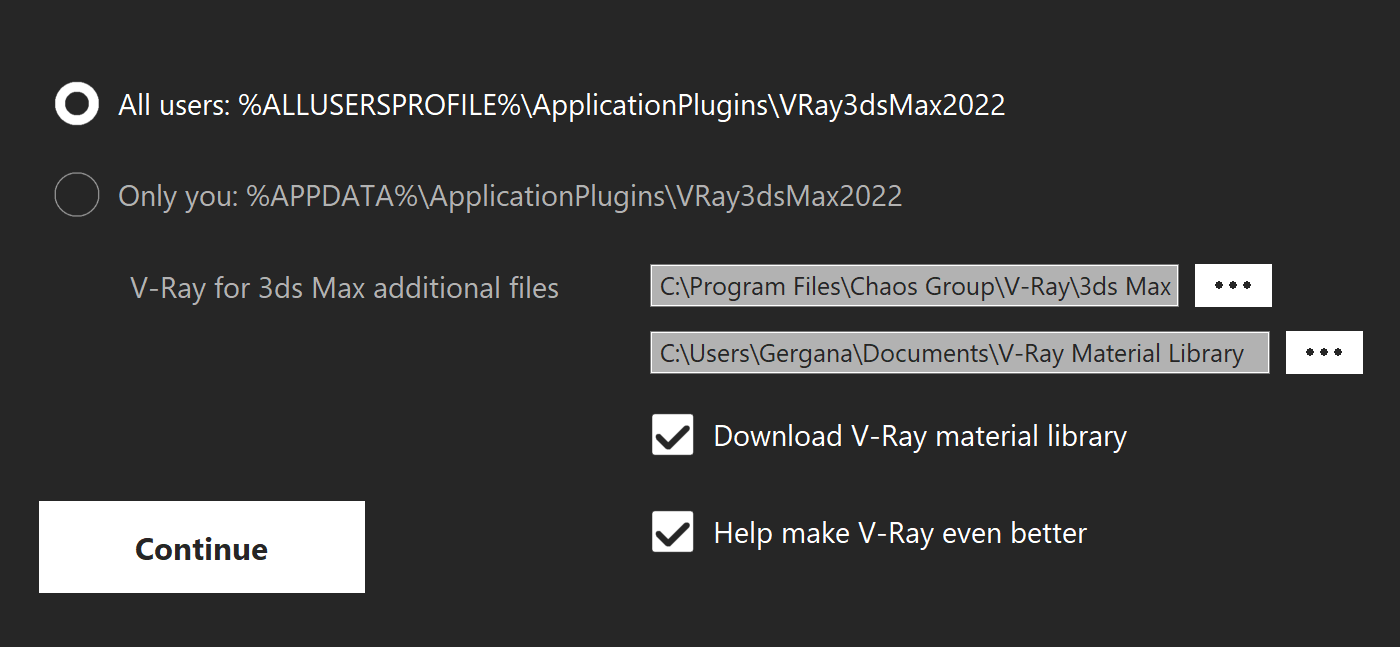 All users: %ALLUSERSPROFILE%\ApplicationPlugins\VRay3dsMax2022
Only you: %APPDATA%\ApplicationPlugins\VRay3dsMax2022
V-Ray for 3ds Max additional files
C:\Program Files\Chaos Group\V-Ray\3ds Max
C:\Users\Gergana\Documents\V-Ray Material Library
Download V-Ray material library
Help make V-Ray even better
Continue